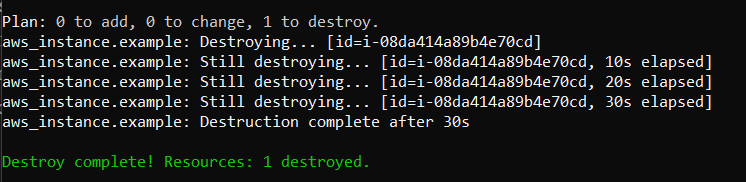 Plan: 0 to add, 0 to change, 1 to destroy.
aws_instance.example: Destroying... [id=i-08da414a89b4e70cd]
aws_instance.example: Still destroying... [id=i-08da414a89b4e70cd, 10s elapsed]
aws_instance.example: Still destroying... [id=i-08da414a89b4e70cd, 20s elapsed]
aws_instance.example: Still destroying... [id=i-08da414a89b4e70cd, 30s elapsed]
aws_instance.example: Destruction complete after 30s
Destroy complete! Resources: 1 destroyed.